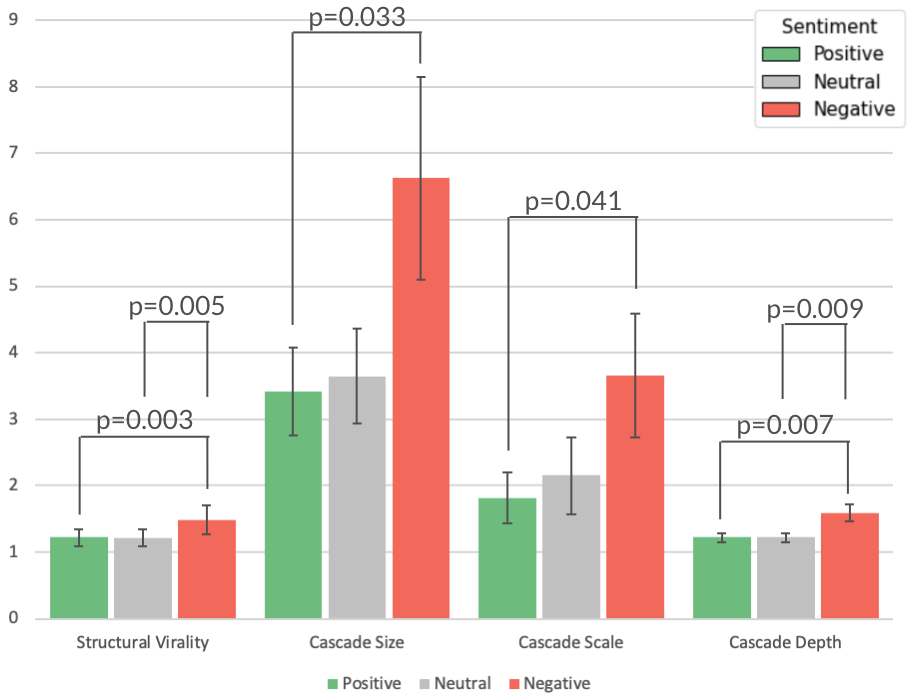 9
p=0.033
Sentiment
Positive
Neutral
Negative
8
7
6
p=0.041
5
p=0.005
p=0.009
4
3
p=0.003
p=0.007
2
1
0
Structural Virality
Cascade Size
Cascade Scale
Cascade Depth
Positive Neutral Negative